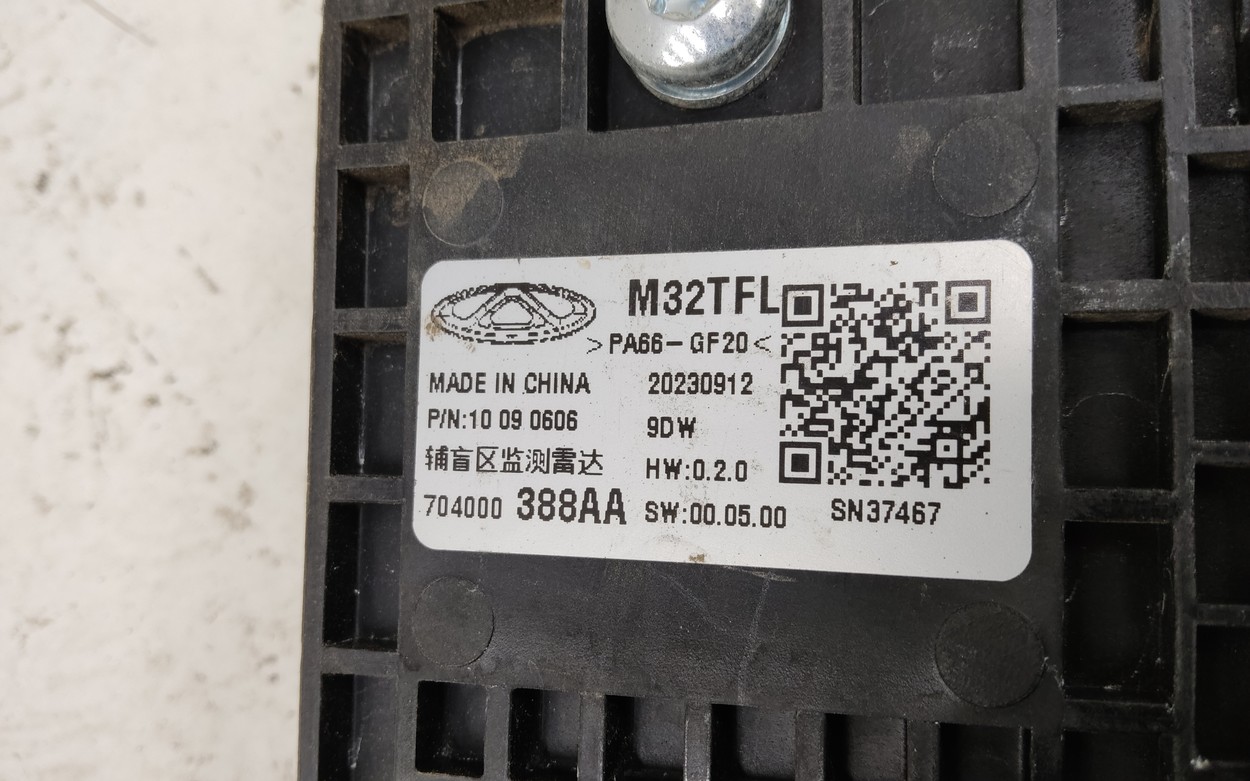 M32TFL
>PA66-GF20<
MADE IN CHINA 20230912
P/N:10 09 0606 9DW
辅盲区监测雷达 HW:0.2.0
704000 388AA SW:00.05.00 SN37467